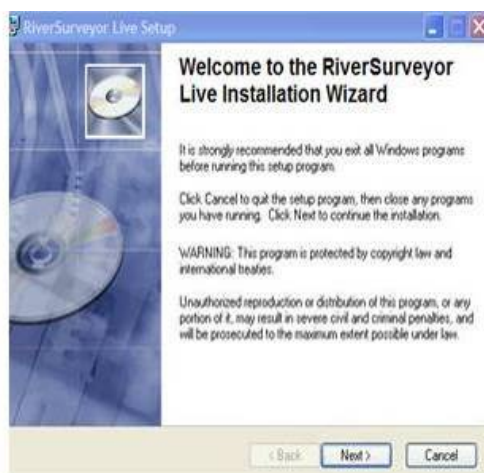 RiverSurveyor Live Setup
Welcome to the RiverSurveyor
Live Installation Wizard
It is strongly recommended that you exit all Windows programs
before running this setup program.
Click Cancel to quit the setup program, then close any programs
you have running. Click Next to continue the installation.
WARNING: This program is protected by copyright law and
international treaties.
Unauthorized reproduction or distribution of this program, or any
portion of it, may result in severe civil and criminal penalties, and
will be prosecuted to the maximum extent possible under law.
< Back Next > Cancel